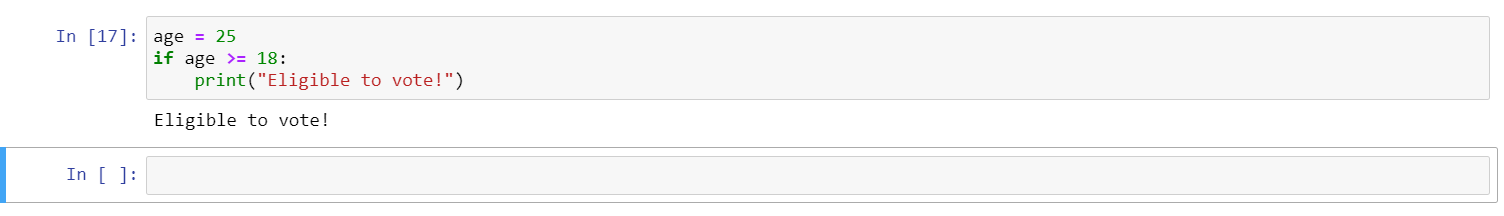 In [17]: age = 25
if age >= 18:
    print("Eligible to vote!")
Eligible to vote!
In [ ]: